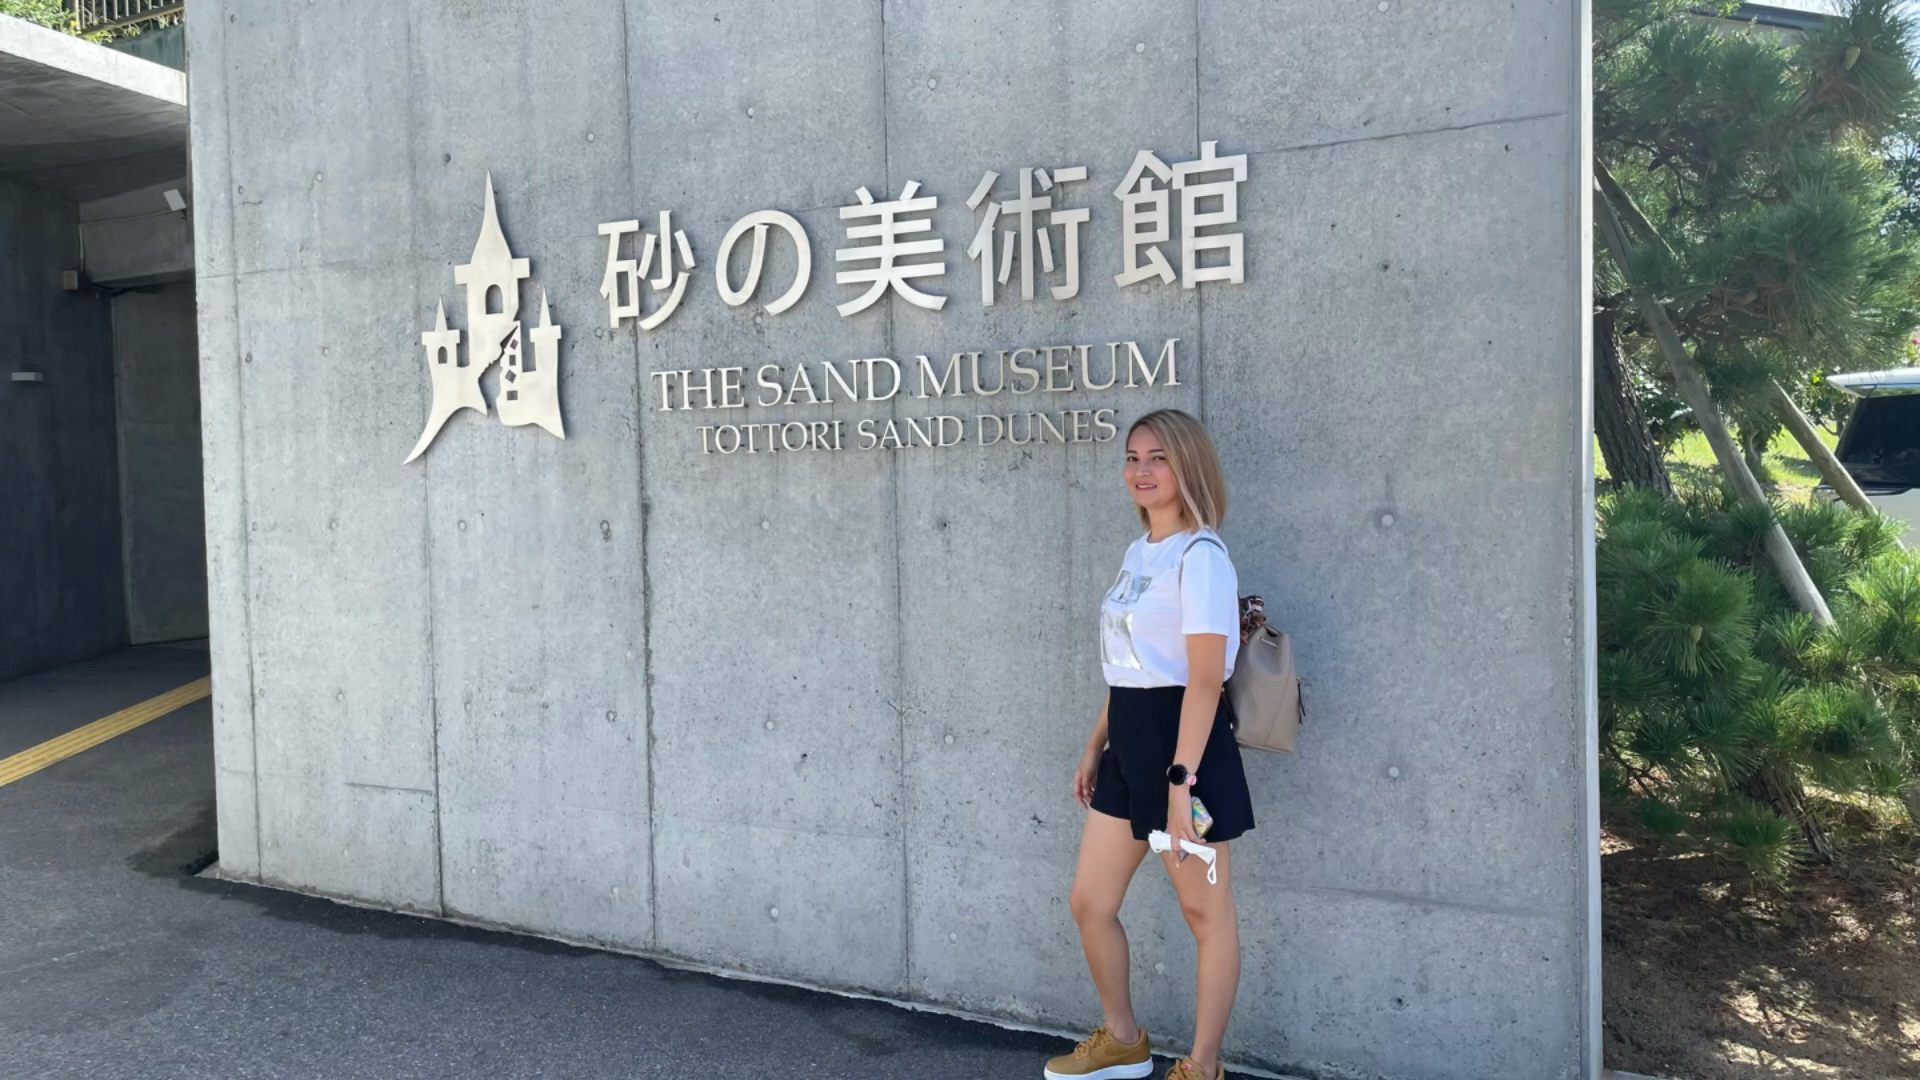 砂の美術館
THE SAND MUSEUM
TOTTORI SAND DUNES